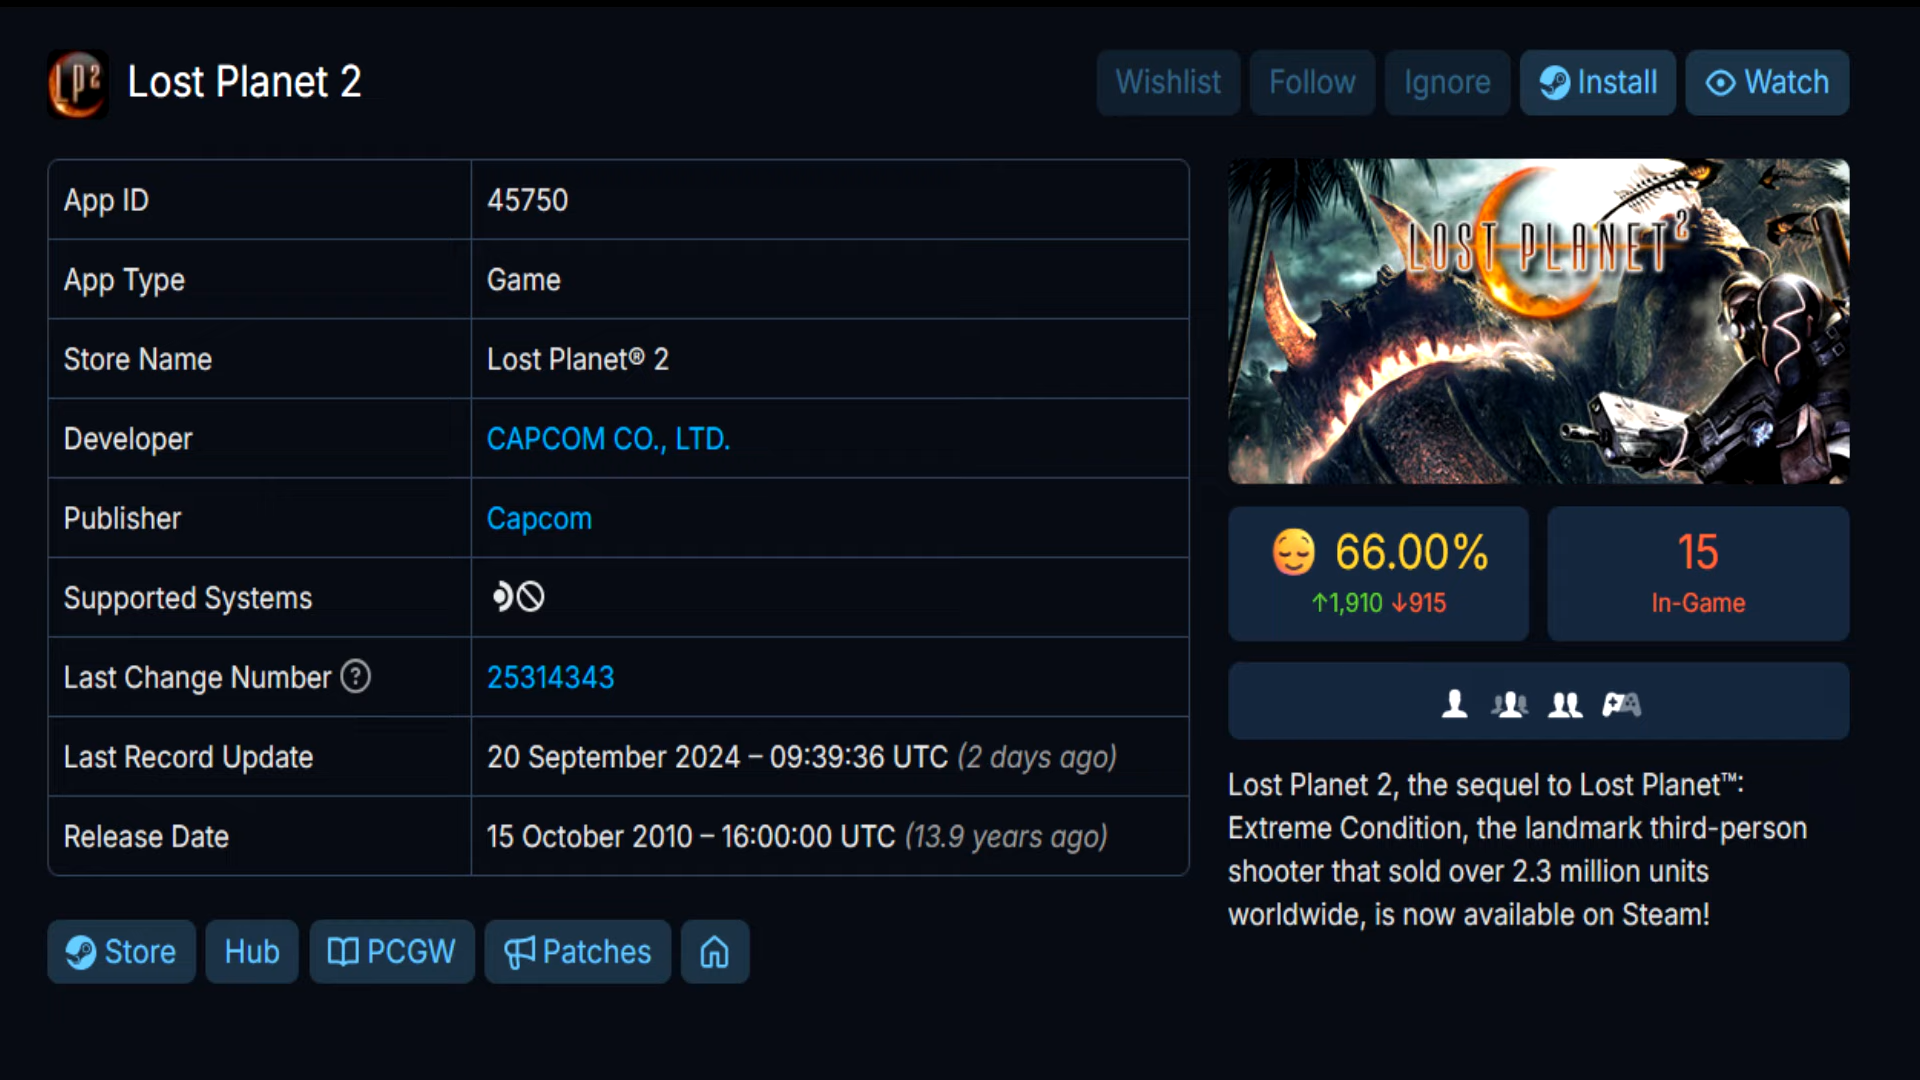 LP2
Lost Planet 2
Wishlist
Follow
Ignore
Install
Watch
App ID
45750
App Type
Game
Store Name
Lost Planet® 2
Developer
CAPCOM CO., LTD.
Publisher
Capcom
Supported Systems
Last Change Number ?
25314343
Last Record Update
20 September 2024 – 09:39:36 UTC (2 days ago)
Release Date
15 October 2010 – 16:00:00 UTC (13.9 years ago)
Store
Hub
PCGW
Patches
LOST PLANET 2
66.00%
↑1,910 ↓915
15
In-Game
Lost Planet 2, the sequel to Lost Planet™:
Extreme Condition, the landmark third-person
shooter that sold over 2.3 million units
worldwide, is now available on Steam!